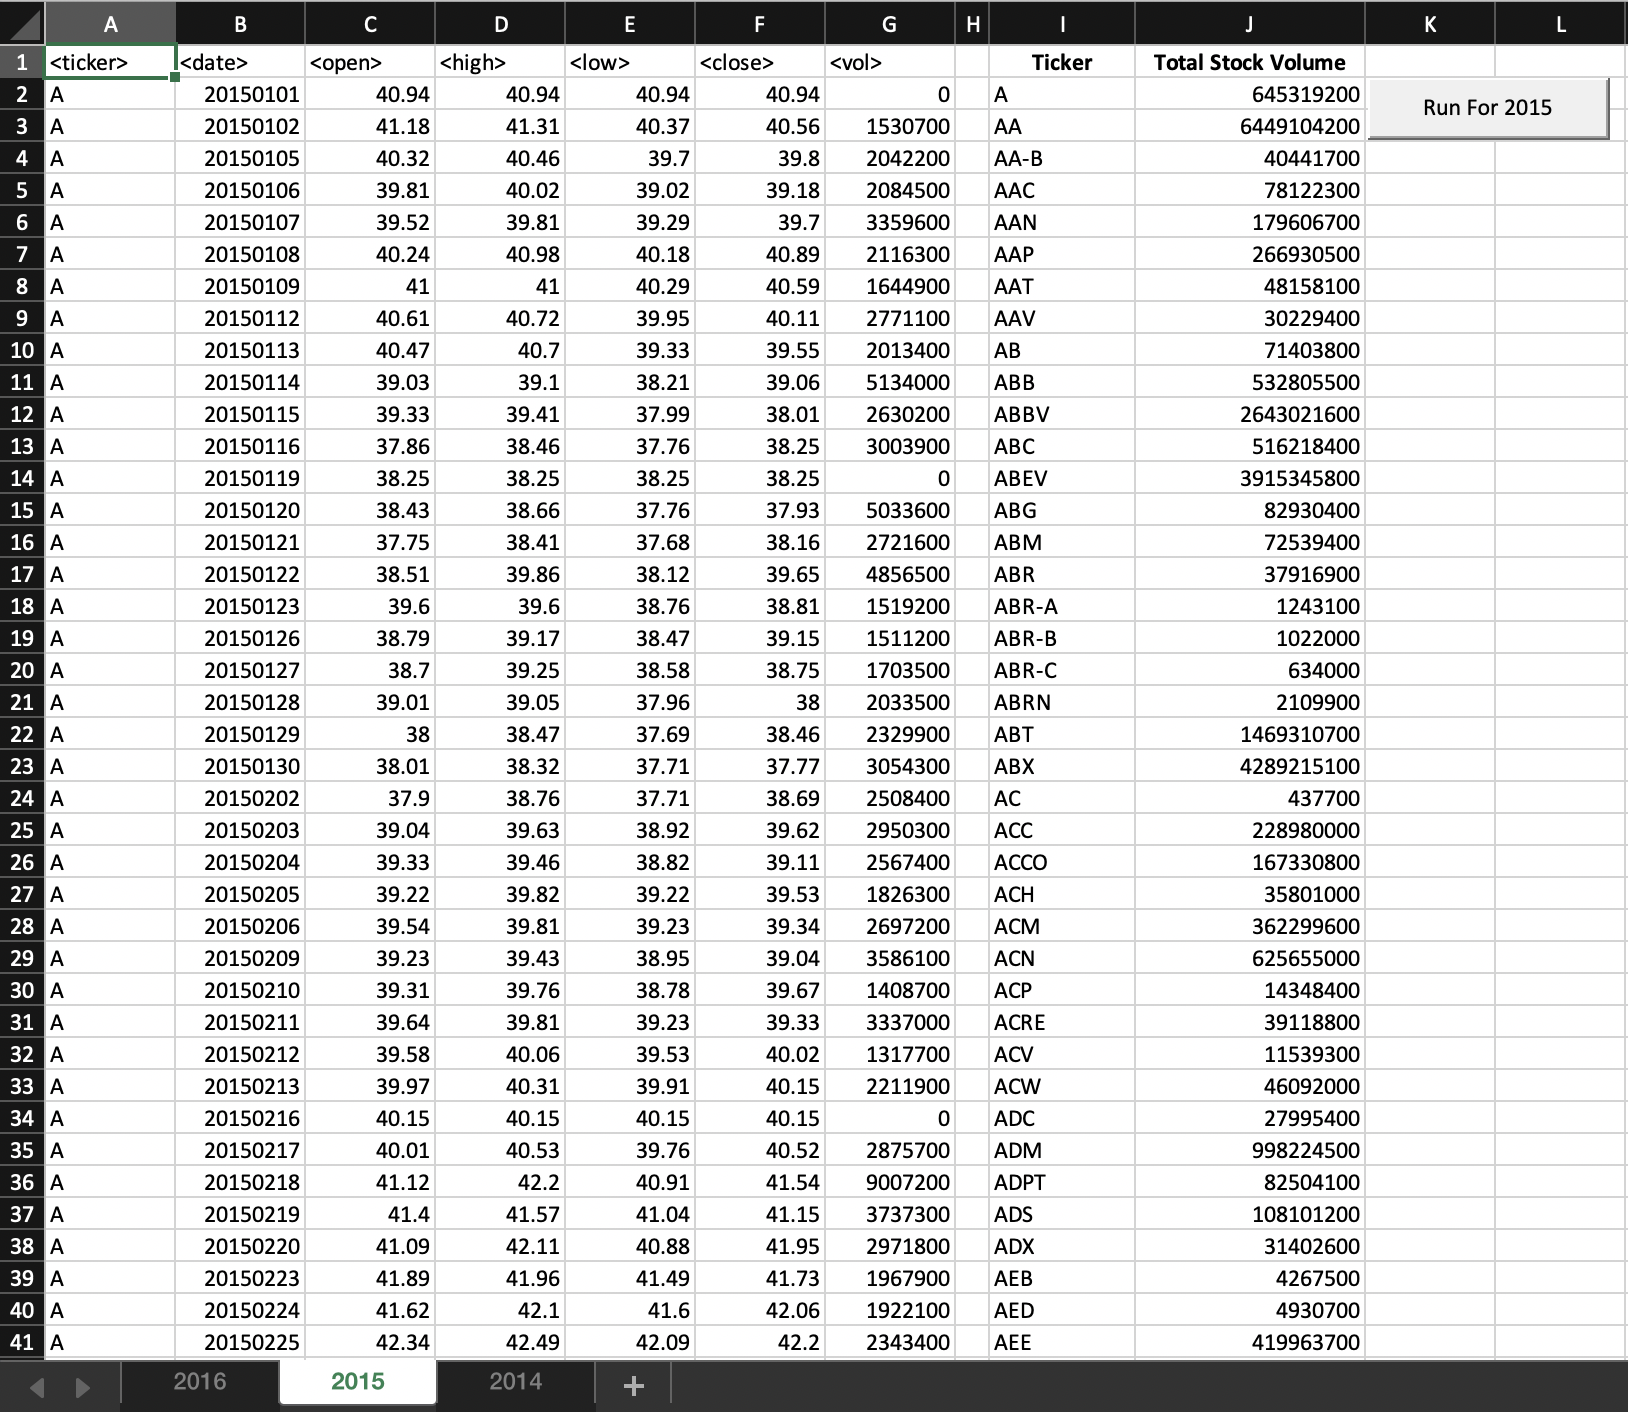 A B C D E F G H I J K L
1 <ticker> <date> <open> <high> <low> <close> <vol> Ticker Total Stock Volume
2 A 20150101 40.94 40.94 40.94 40.94 0 A 645319200
Run For 2015
3 A 20150102 41.18 41.31 40.37 40.56 1530700 AA 6449104200
4 A 20150105 40.32 40.46 39.7 39.8 2042200 AA-B 40441700
5 A 20150106 39.81 40.02 39.02 39.18 2084500 AAC 78122300
6 A 20150107 39.52 39.81 39.29 39.7 3359600 AAN 179606700
7 A 20150108 40.24 40.98 40.18 40.89 2116300 AAP 266930500
8 A 20150109 41 41 40.29 40.59 1644900 AAT 48158100
9 A 20150112 40.61 40.72 39.95 40.11 2771100 AAV 30229400
10 A 20150113 40.47 40.7 39.33 39.55 2013400 AB 71403800
11 A 20150114 39.03 39.1 38.21 39.06 5134000 ABB 532805500
12 A 20150115 39.33 39.41 37.99 38.01 2630200 ABBV 2643021600
13 A 20150116 37.86 38.46 37.76 38.25 3003900 ABC 516218400
14 A 20150119 38.25 38.25 38.25 38.25 0 ABEV 3915345800
15 A 20150120 38.43 38.66 37.76 37.93 5033600 ABG 82930400
16 A 20150121 37.75 38.41 37.68 38.16 2721600 ABM 72539400
17 A 20150122 38.51 39.86 38.12 39.65 4856500 ABR 37916900
18 A 20150123 39.6 39.6 38.76 38.81 1519200 ABR-A 1243100
19 A 20150126 38.79 39.17 38.47 39.15 1511200 ABR-B 1022000
20 A 20150127 38.7 39.25 38.58 38.75 1703500 ABR-C 634000
21 A 20150128 39.01 39.05 37.96 38 2033500 ABRN 2109900
22 A 20150129 38 38.47 37.69 38.46 2329900 ABT 1469310700
23 A 20150130 38.01 38.32 37.71 37.77 3054300 ABX 4289215100
24 A 20150202 37.9 38.76 37.71 38.69 2508400 AC 437700
25 A 20150203 39.04 39.63 38.92 39.62 2950300 ACC 228980000
26 A 20150204 39.33 39.46 38.82 39.11 2567400 ACCO 167330800
27 A 20150205 39.22 39.82 39.22 39.53 1826300 ACH 35801000
28 A 20150206 39.54 39.81 39.23 39.34 2697200 ACM 362299600
29 A 20150209 39.23 39.43 38.95 39.04 3586100 ACN 625655000
30 A 20150210 39.31 39.76 38.78 39.67 1408700 ACP 14348400
31 A 20150211 39.64 39.81 39.23 39.33 3337000 ACRE 39118800
32 A 20150212 39.58 40.06 39.53 40.02 1317700 ACV 11539300
33 A 20150213 39.97 40.31 39.91 40.15 2211900 ACW 46092000
34 A 20150216 40.15 40.15 40.15 40.15 0 ADC 27995400
35 A 20150217 40.01 40.53 39.76 40.52 2875700 ADM 998224500
36 A 20150218 41.12 42.2 40.91 41.54 9007200 ADPT 82504100
37 A 20150219 41.4 41.57 41.04 41.15 3737300 ADS 108101200
38 A 20150220 41.09 42.11 40.88 41.95 2971800 ADX 31402600
39 A 20150223 41.89 41.96 41.49 41.73 1967900 AEB 4267500
40 A 20150224 41.62 42.1 41.6 42.06 1922100 AED 4930700
41 A 20150225 42.34 42.49 42.09 42.2 2343400 AEE 419963700
2016 2015 2014 +